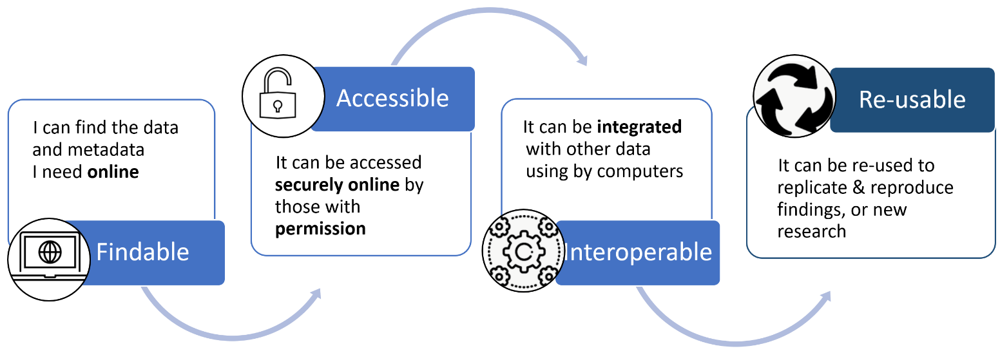 I can find the data
and metadata
I need online
Findable
Accessible
It can be accessed
securely online by
those with
permission
It can be integrated
with other data
using by computers
Interoperable
Re-usable
It can be re-used to
replicate & reproduce
findings, or new
research